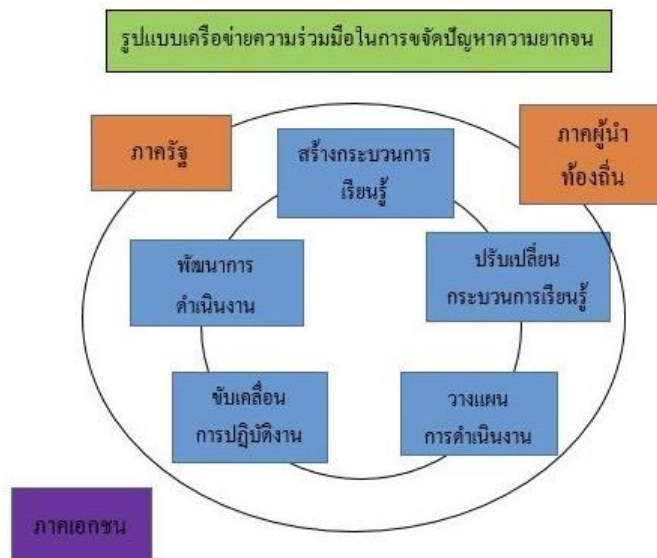 รูปแบบเครือข่ายความร่วมมือในการขจัดปัญหาความยากจน
ภาครัฐ
ภาคผู้นำ
ท้องถิ่น
สร้างกระบวนการ
เรียนรู้
พัฒนาการ
ดำเนินงาน
ปรับเปลี่ยน
กระบวนการเรียนรู้
ขับเคลื่อน
การปฏิบัติงาน
วางแผน
การดำเนินงาน
ภาคเอกชน